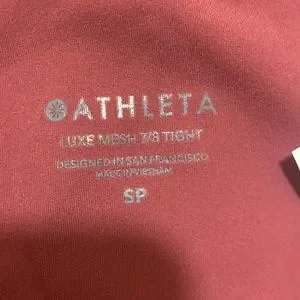 ATHLETA
LUXE MESH 7/8 TIGHT
DESIGNED IN SAN FRANCISCO
MADE IN VIETNAM
SP